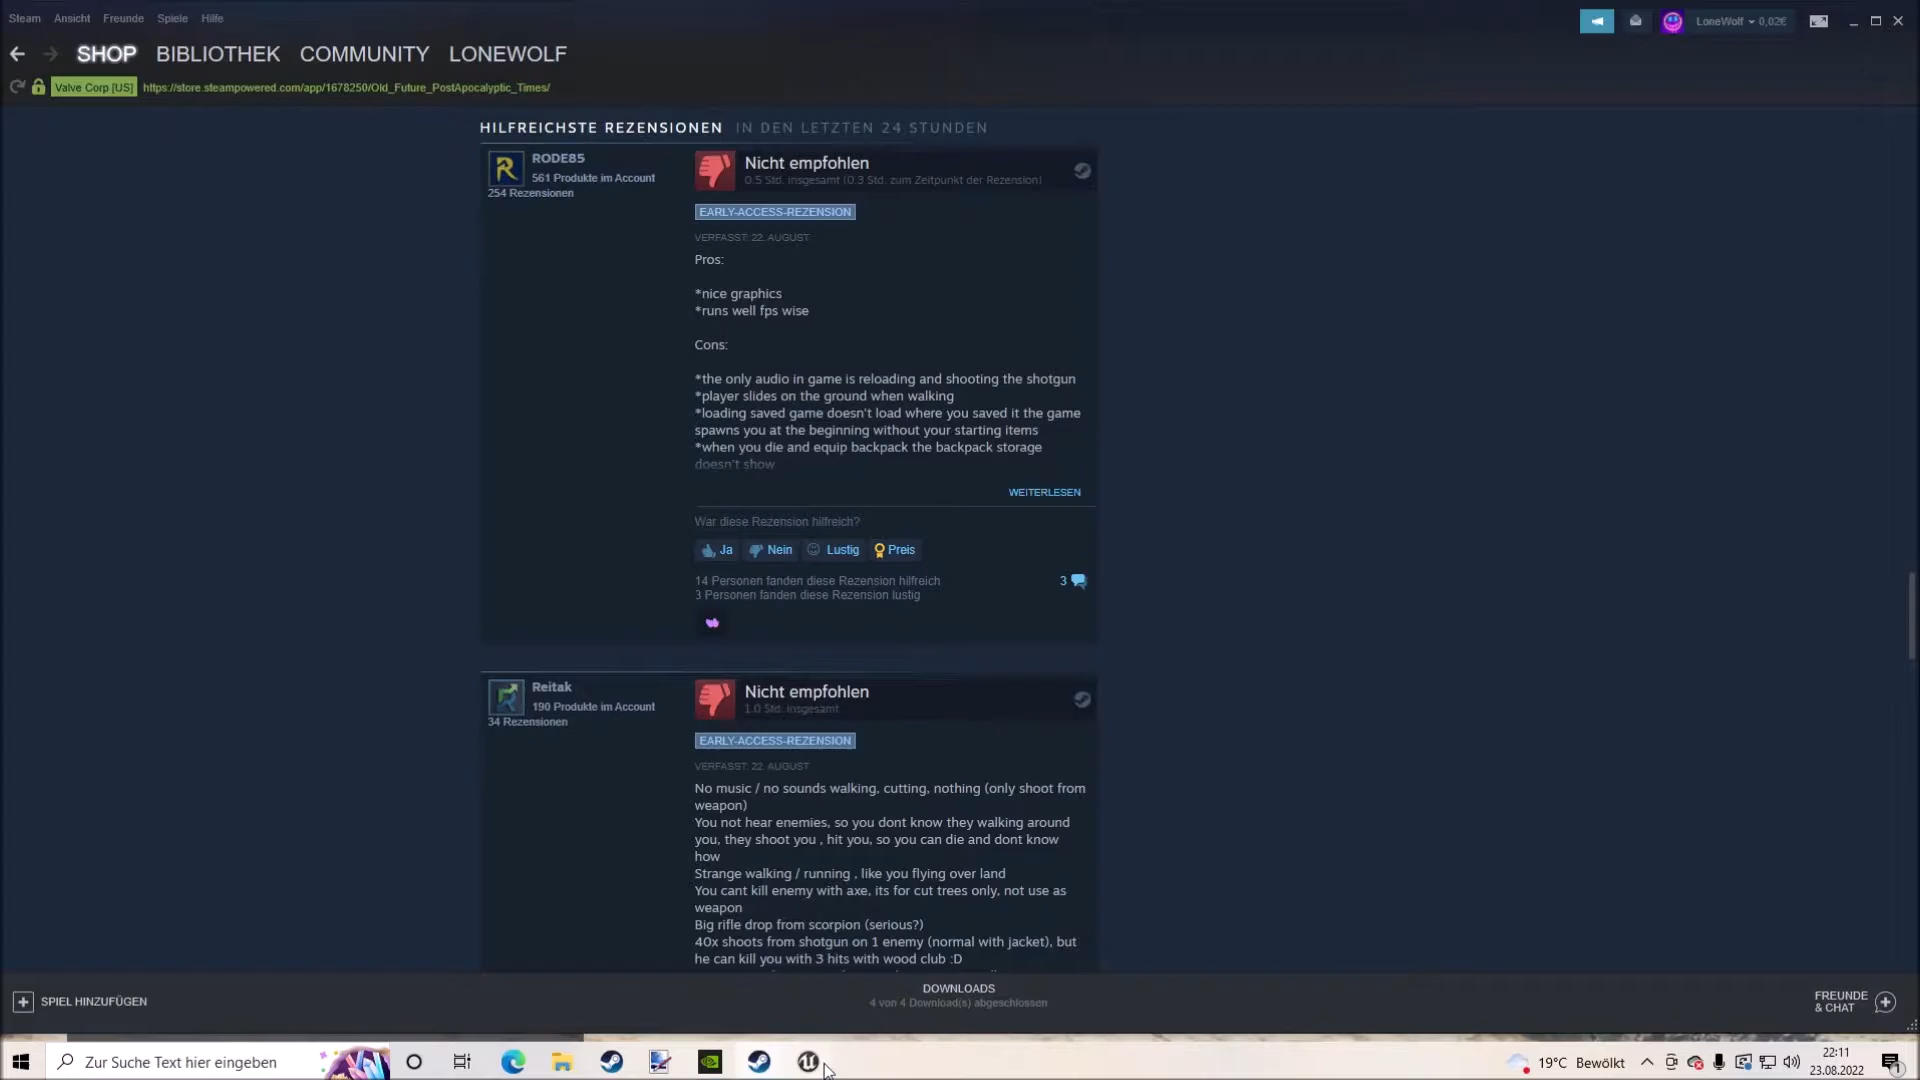 Steam Ansicht Freunde Spiele Hilfe
LoneWolf 0,02€
SHOP BIBLIOTHEK COMMUNITY LONEWOLF
Valve Corp [US] https://store.steampowered.com/app/1678250/Old_Future_PostApocalyptic_Times/
HILFREICHSTE REZENSIONEN IN DEN LETZTEN 24 STUNDEN
RODE85
561 Produkte im Account
254 Rezensionen
Nicht empfohlen
0.5 Std. insgesamt (0.3 Std. zum Zeitpunkt der Rezension)
EARLY-ACCESS-REZENSION
VERFASST: 22. AUGUST
Pros:
*nice graphics
*runs well fps wise
Cons:
*the only audio in game is reloading and shooting the shotgun
*player slides on the ground when walking
*loading saved game doesn't load where you saved it the game
spawns you at the beginning without your starting items
*when you die and equip backpack the backpack storage
doesn't show
WEITERLESEN
War diese Rezension hilfreich?
Ja Nein Lustig Preis
14 Personen fanden diese Rezension hilfreich
3 Personen fanden diese Rezension lustig
3
Reitak
190 Produkte im Account
34 Rezensionen
Nicht empfohlen
1.0 Std. insgesamt
EARLY-ACCESS-REZENSION
VERFASST: 22. AUGUST
No music / no sounds walking, cutting, nothing (only shoot from
weapon)
You not hear enemies, so you dont know they walking around
you, they shoot you , hit you, so you can die and dont know
how
Strange walking / running , like you flying over land
You cant kill enemy with axe, its for cut trees only, not use as
weapon
Big rifle drop from scorpion (serious?)
40x shoots from shotgun on 1 enemy (normal with jacket), but
he can kill you with 3 hits with wood club :D
SPIEL HINZUFÜGEN
DOWNLOADS
4 von 4 Download(s) abgeschlossen
FREUNDE
& CHAT
Zur Suche Text hier eingeben
19°C Bewölkt
22:11
23.08.2022
1